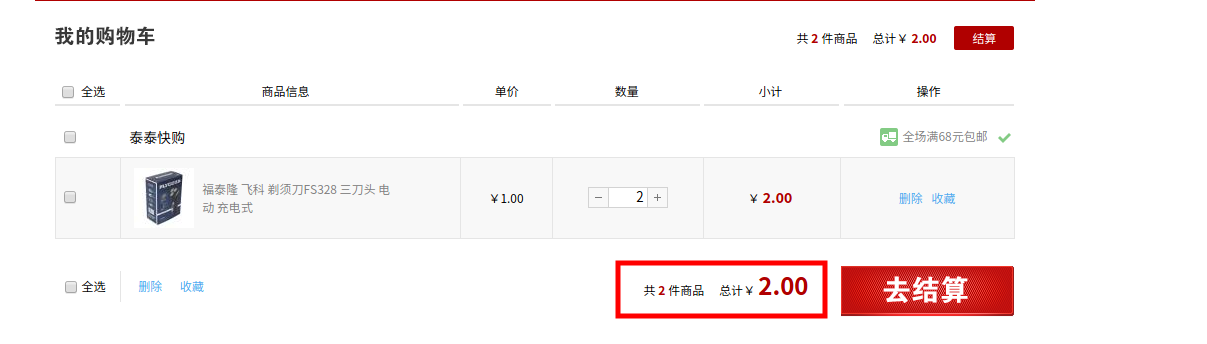 我的购物车
共 2 件商品 总计￥ 2.00 结算
全选 商品信息 单价 数量 小计 操作
泰泰快购 全场满68元包邮
福泰隆 飞科 剃须刀FS328 三刀头 电
动 充电式
￥1.00 − 2 + ￥ 2.00 删除 收藏
全选 删除 收藏 共 2 件商品 总计￥ 2.00 去结算